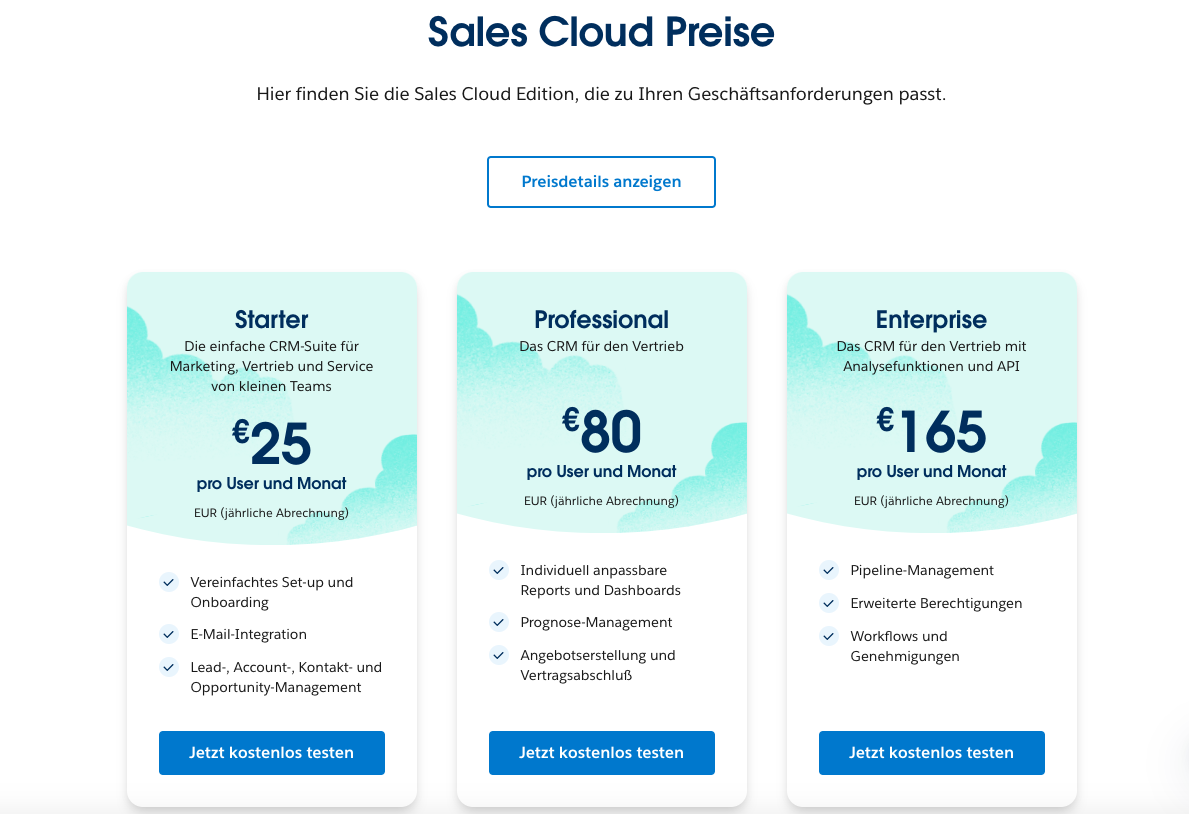 Sales Cloud Preise
Hier finden Sie die Sales Cloud Edition, die zu Ihren Geschäftsanforderungen passt.
Preisdetails anzeigen
Starter
Die einfache CRM-Suite für
Marketing, Vertrieb und Service
von kleinen Teams
€25
pro User und Monat
EUR (jährliche Abrechnung)
Vereinfachtes Set-up und
Onboarding
E-Mail-Integration
Lead-, Account-, Kontakt- und
Opportunity-Management
Jetzt kostenlos testen
Professional
Das CRM für den Vertrieb
€80
pro User und Monat
EUR (jährliche Abrechnung)
Individuell anpassbare
Reports und Dashboards
Prognose-Management
Angebotserstellung und
Vertragsabschluß
Jetzt kostenlos testen
Enterprise
Das CRM für den Vertrieb mit
Analysefunktionen und API
€165
pro User und Monat
EUR (jährliche Abrechnung)
Pipeline-Management
Erweiterte Berechtigungen
Workflows und
Genehmigungen
Jetzt kostenlos testen